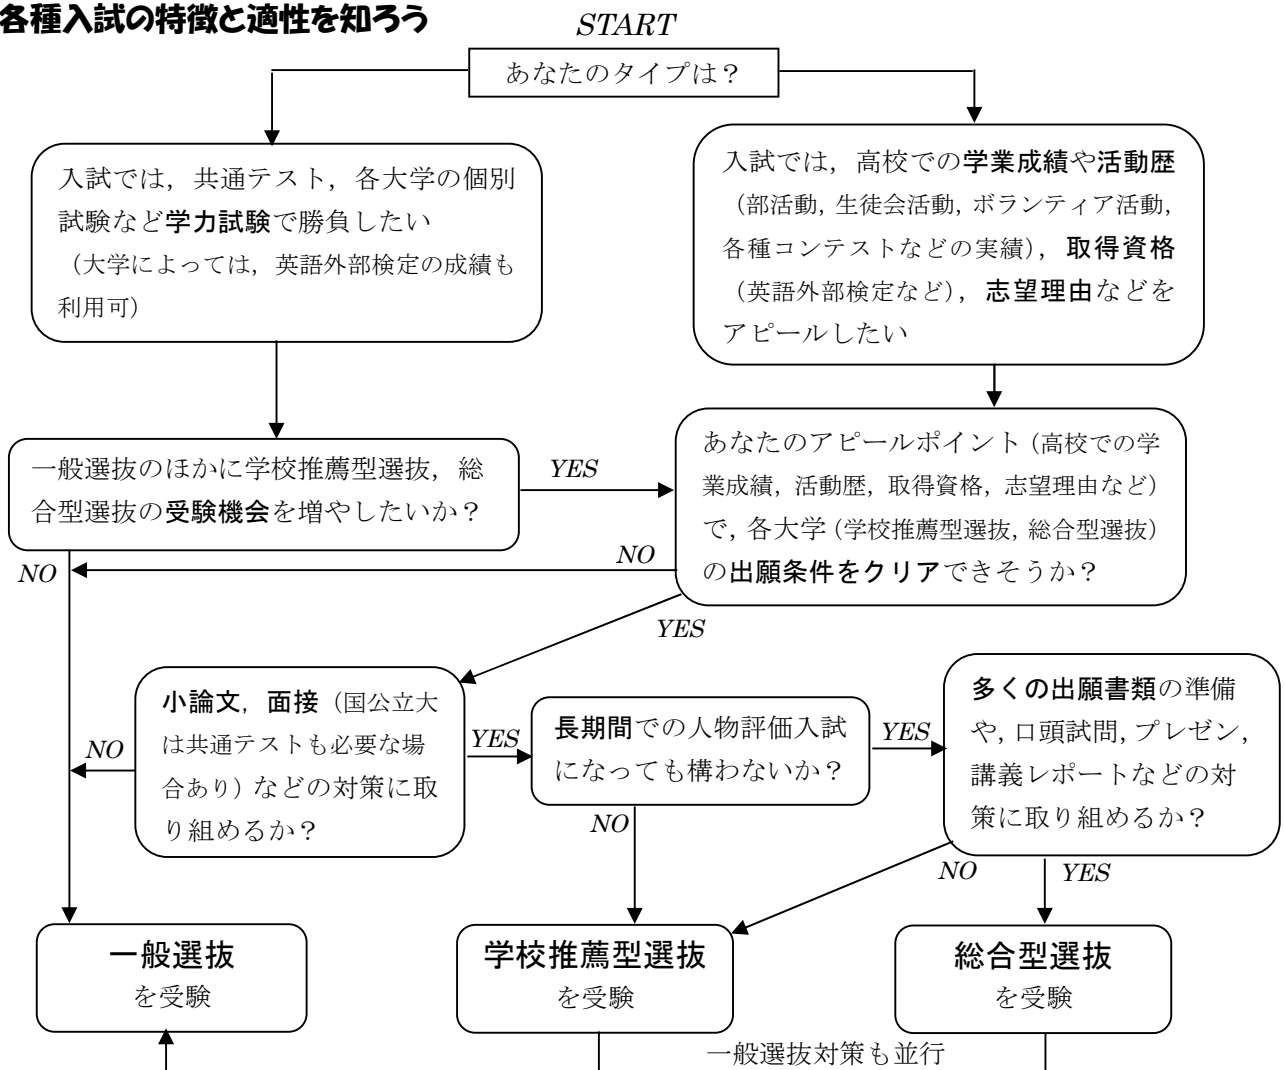 各種入試の特徴と適性を知ろう
START
あなたのタイプは？
入試では，共通テスト，各大学の個別
試験など学力試験で勝負したい
（大学によっては，英語外部検定の成績も
利用可）
入試では，高校での学業成績や活動歴
（部活動，生徒会活動，ボランティア活動，
各種コンテストなどの実績），取得資格
（英語外部検定など），志望理由などを
アピールしたい
一般選抜のほかに学校推薦型選抜，総
合型選抜の受験機会を増やしたいか？
YES
あなたのアピールポイント（高校での学
業成績，活動歴，取得資格，志望理由など）
で，各大学（学校推薦型選抜，総合型選抜）
の出願条件をクリアできそうか？
NO
NO
YES
小論文，面接（国公立大
は共通テストも必要な場
合あり）などの対策に取
り組めるか？
NO
YES
長期間での人物評価入試
になっても構わないか？
YES
NO
多くの出願書類の準備
や，口頭試問，プレゼン，
講義レポートなどの対
策に取り組めるか？
NO
YES
一般選抜
を受験
学校推薦型選抜
を受験
総合型選抜
を受験
一般選抜対策も並行